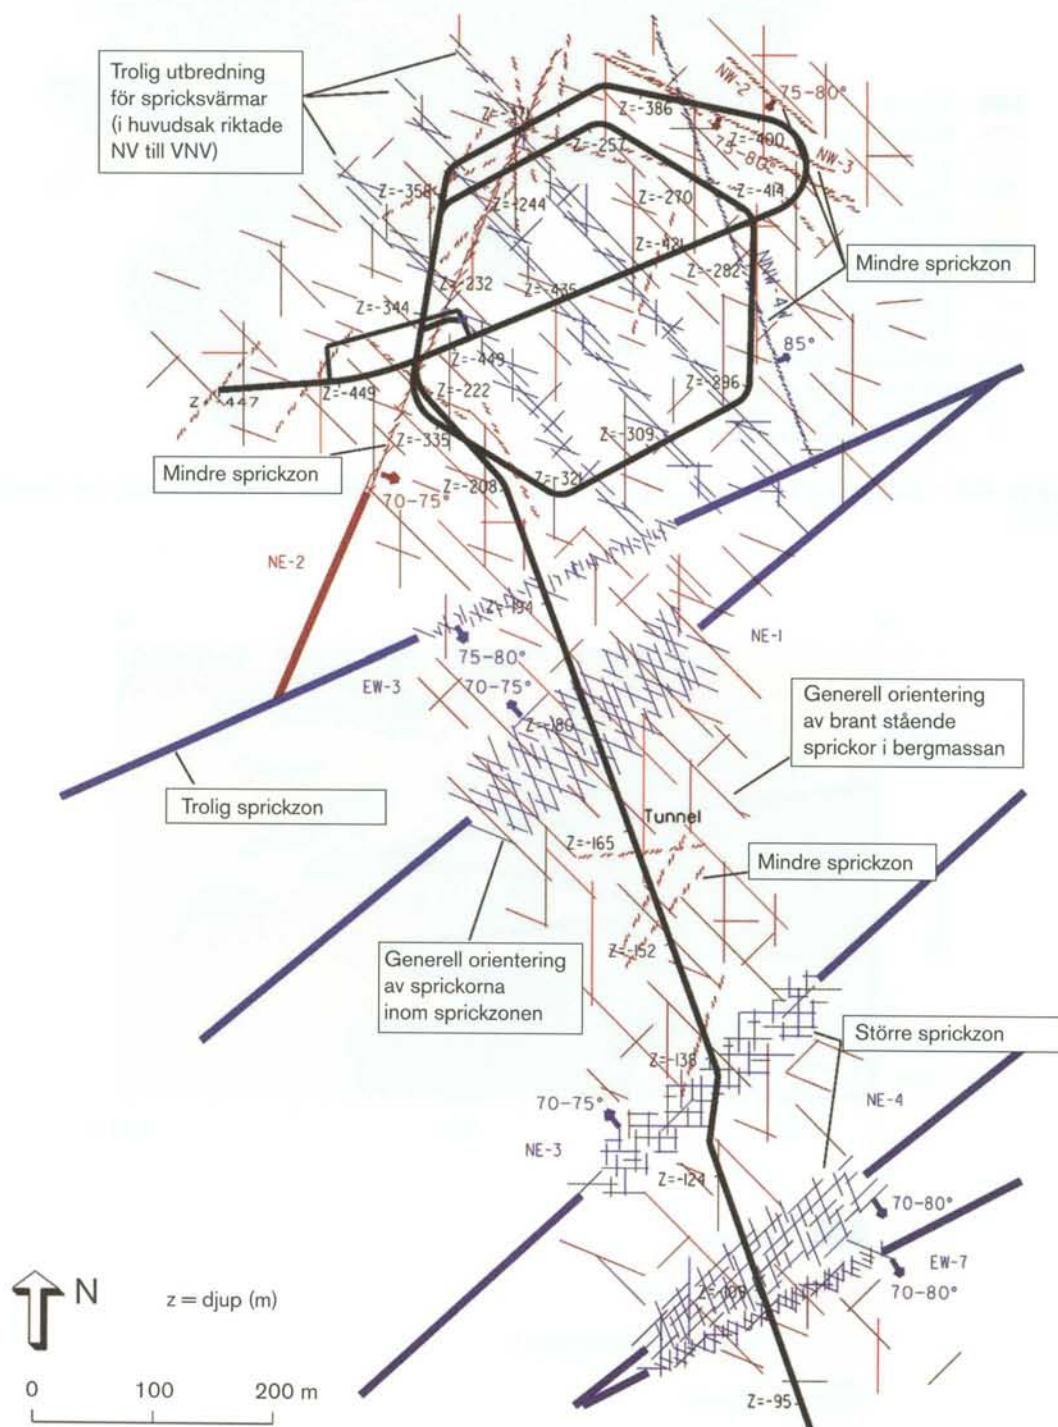 Trolig utbredning
för spricksvärmar
(i huvudsak riktade
NV till VNV)
NW-2
75-80°
Z=-386
Z=-400
Z=-257
75-80°
NW-3
Z=-358
Z=-414
Z=-270
Z=-244
Z=-421
Mindre sprickzon
Z=-282
Z=-232
Z=-435
NNW-4W
Z=-344
85°
Z=-449
Z=-296
Z=-449
Z=-222
Z=-447
Z=-309
Z=-335
Mindre sprickzon
Z=-321
70-75°
Z=-208
NE-2
Z=-194
NE-1
75-80°
EW-3
70-75°
Generell orientering
av brant stående
sprickor i bergmassan
Z=-180
Trolig sprickzon
Tunnel
Z=-165
Mindre sprickzon
Generell orientering
av sprickorna
inom sprickzonen
Z=-152
Större sprickzon
Z=-138
NE-4
70-75°
NE-3
Z=-124
70-80°
EW-7
70-80°
N
z = djup (m)
0 100 200 m
Z=-95